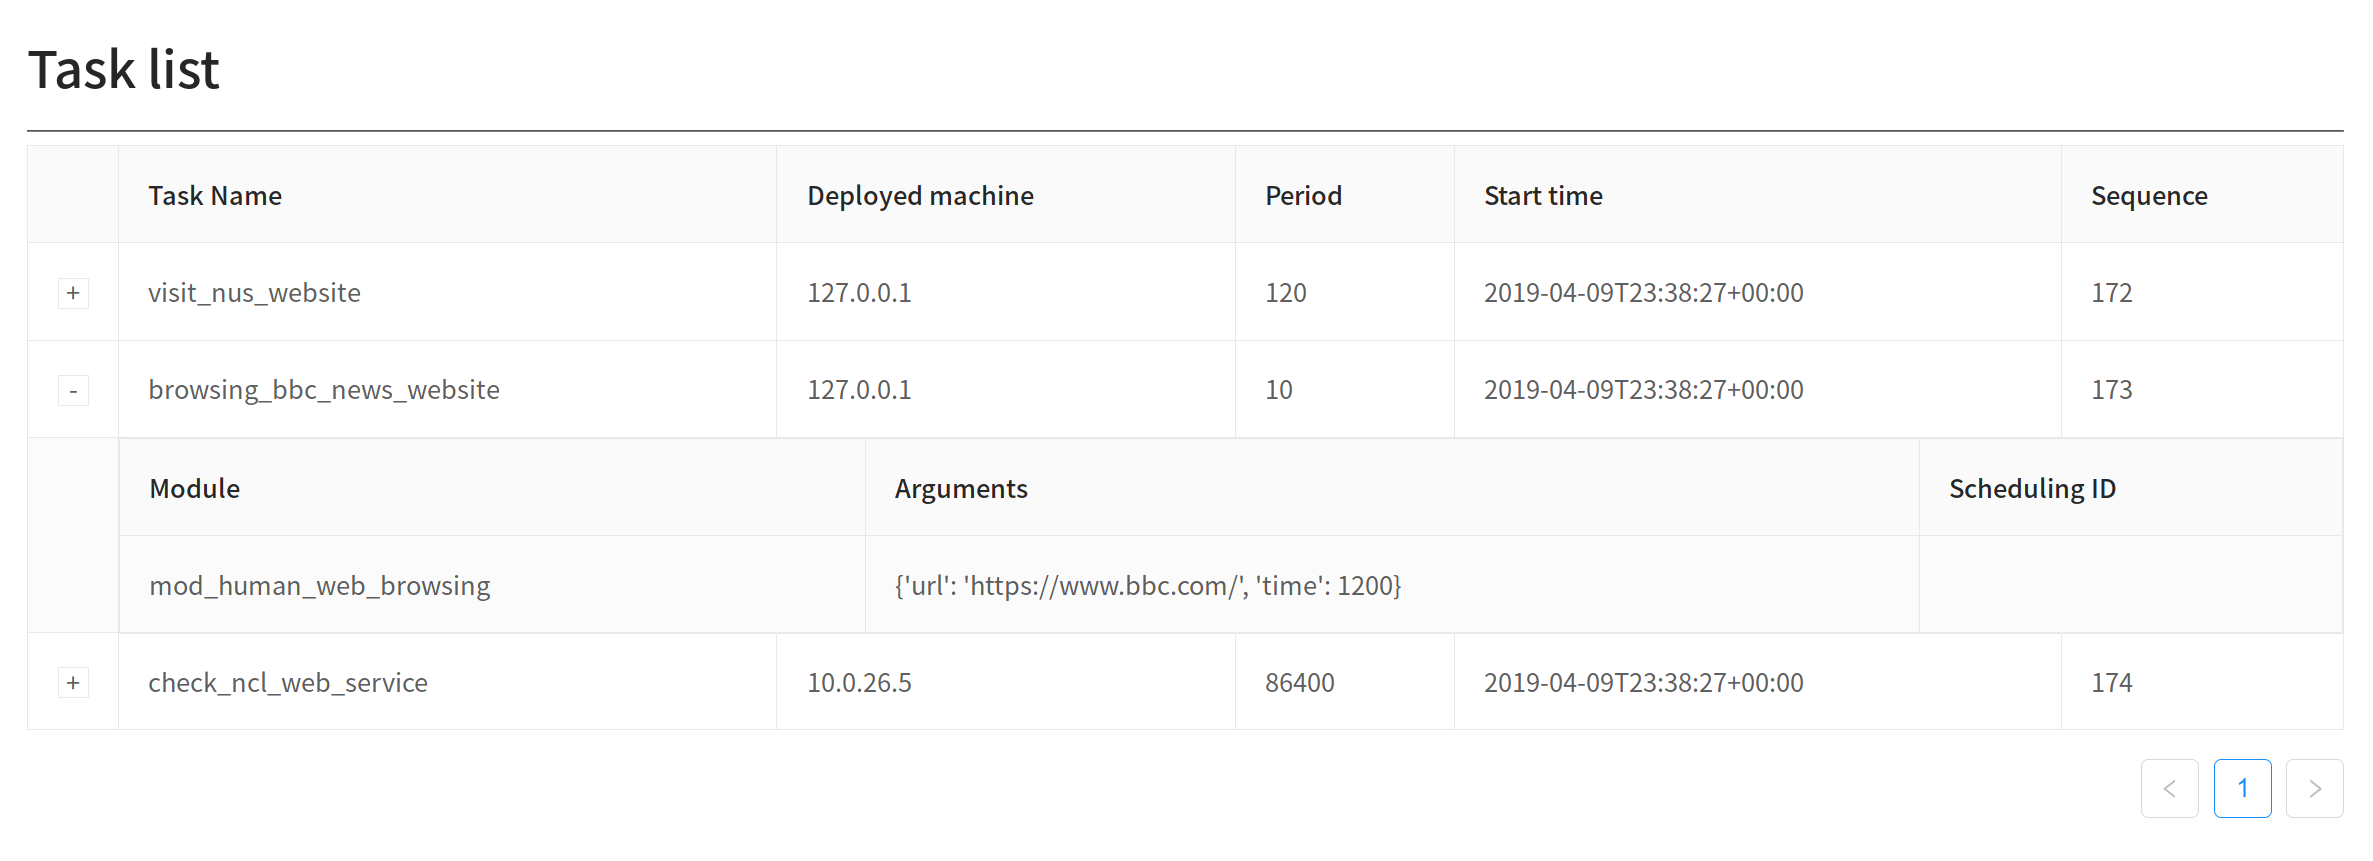 Task list
Task Name Deployed machine Period Start time Sequence
+ visit_nus_website 127.0.0.1 120 2019-04-09T23:38:27+00:00 172
- browsing_bbc_news_website 127.0.0.1 10 2019-04-09T23:38:27+00:00 173
Module Arguments Scheduling ID
mod_human_web_browsing {'url': 'https://www.bbc.com/', 'time': 1200}
+ check_ncl_web_service 10.0.26.5 86400 2019-04-09T23:38:27+00:00 174
< 1 >